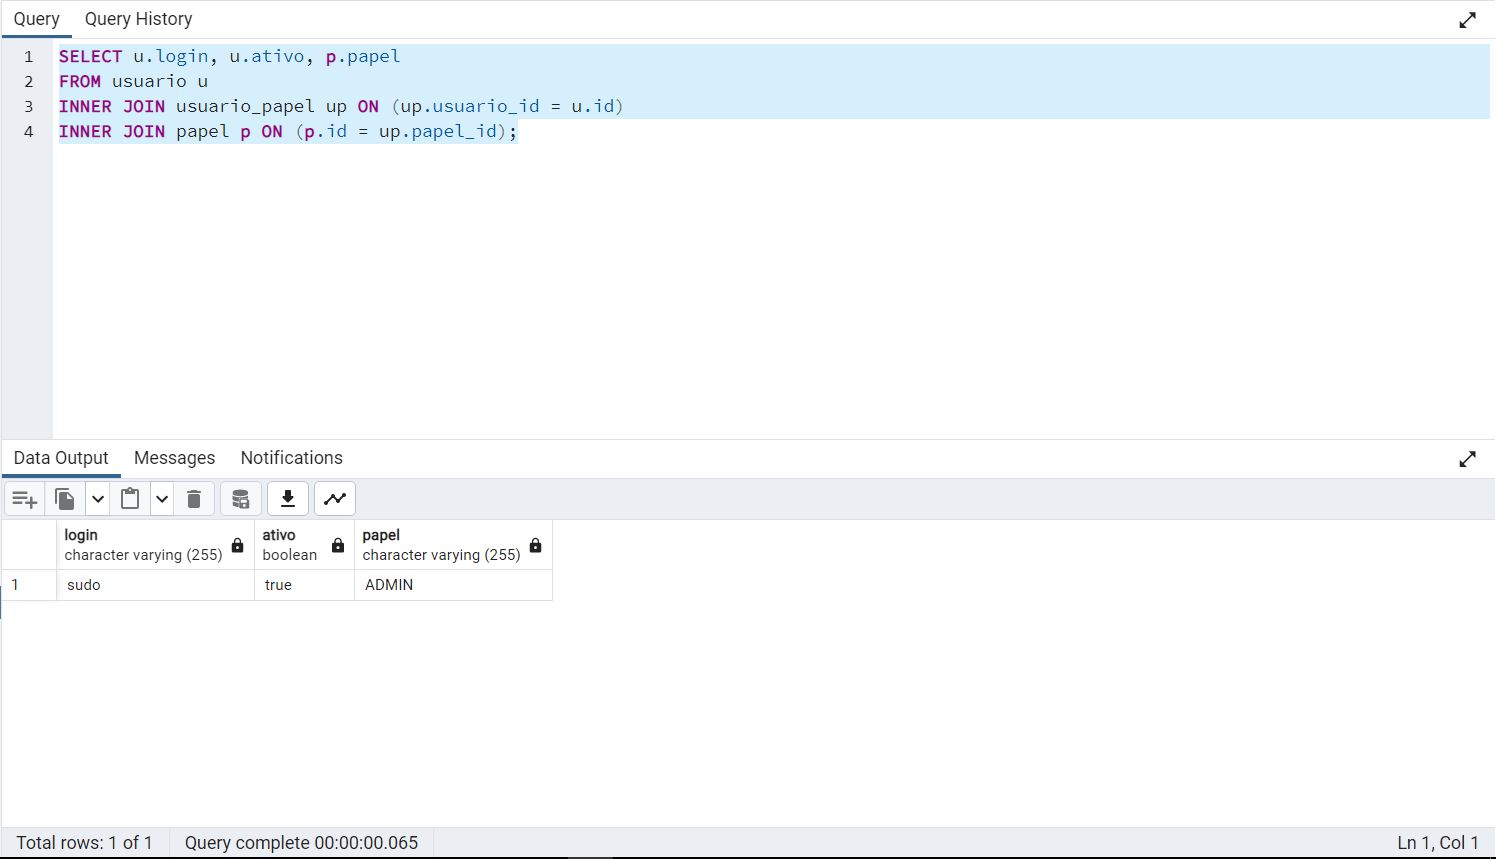 Query Query History
1 SELECT u.login, u.ativo, p.papel
2 FROM usuario u
3 INNER JOIN usuario_papel up ON (up.usuario_id = u.id)
4 INNER JOIN papel p ON (p.id = up.papel_id);
Data Output Messages Notifications
login ativo papel
character varying (255) boolean character varying (255)
1 sudo true ADMIN
Total rows: 1 of 1 Query complete 00:00:00.065 Ln 1, Col 1